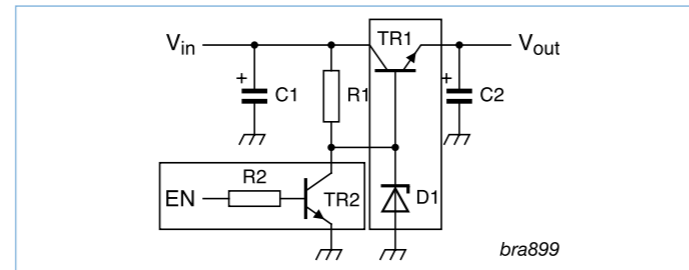 Vin
TR1
Vout
+
C1
R1
+
C2
R2
EN
TR2
D1
bra899